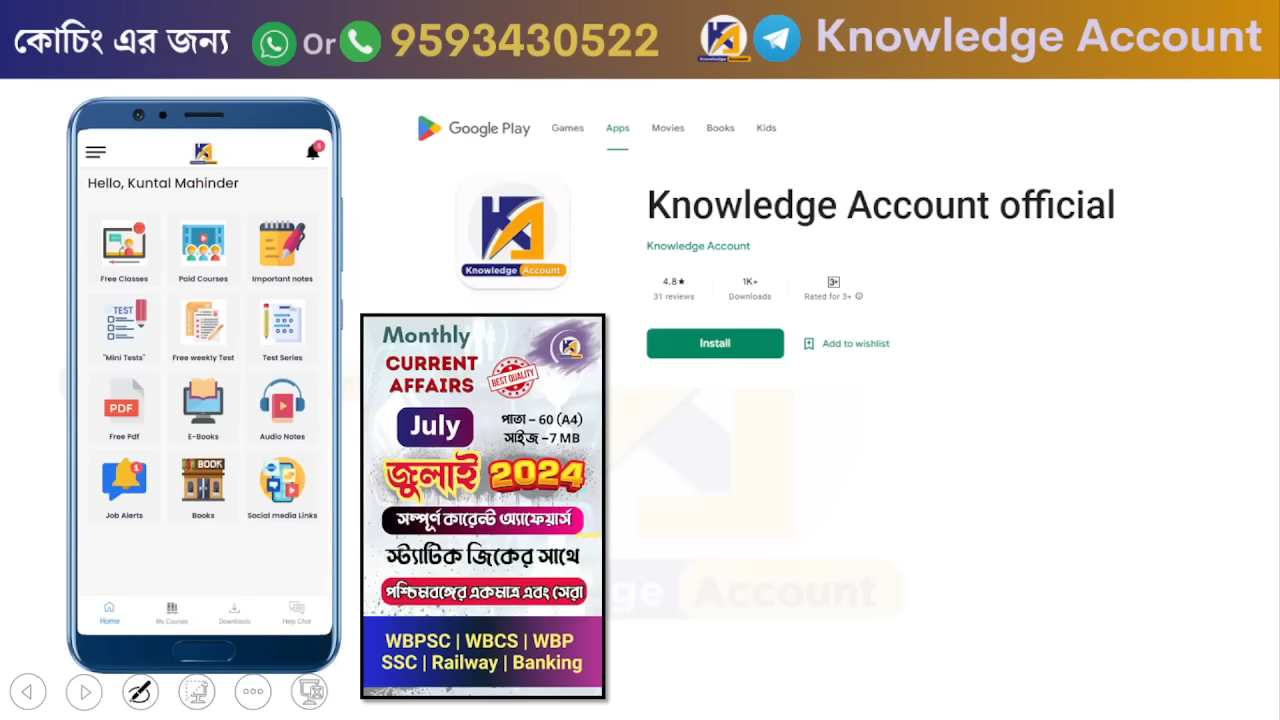 কোচিং এর জন্য Or 9593430522 Knowledge Account
Hello, Kuntal Mahinder
Free Classes
Paid Courses
Important notes
TEST
"Mini Tests"
Free weekly Test
Test Series
PDF
Free Pdf
E-Books
Audio Notes
1
Job Alerts
BOOK
Books
Social media Links
Home
My Courses
Downloads
Help Chat
Google Play
Games
Apps
Movies
Books
Kids
Knowledge Account
Knowledge Account official
Knowledge Account
4.8★
31 reviews
1K+
Downloads
3+
Rated for 3+
Install
Add to wishlist
Monthly
CURRENT
AFFAIRS
BEST QUALITY
July
পাতা – 60 (A4)
সাইজ –7 MB
জুলাই 2024
সম্পূর্ণ কারেন্ট অ্যাফেয়ার্স
স্ট্যাটিক জিকের সাথে
পশ্চিমবঙ্গের একমাত্র এবং সেরা
WBPSC | WBCS | WBP
SSC | Railway | Banking
ge Account